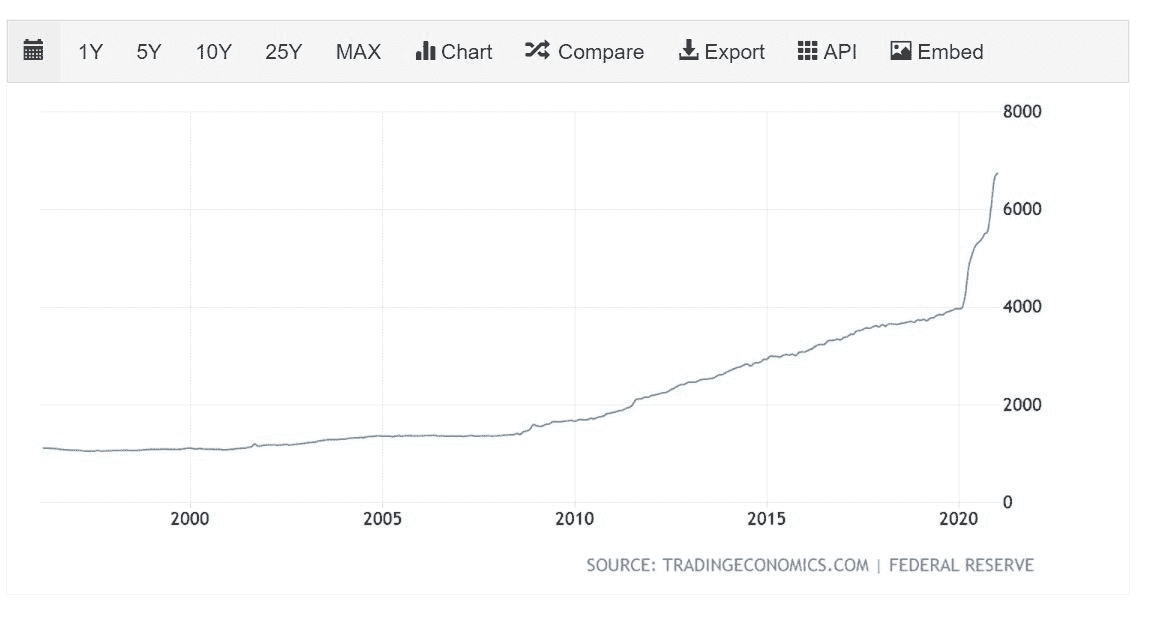 1Y 5Y 10Y 25Y MAX Chart Compare Export API Embed
8000
6000
4000
2000
0
2000 2005 2010 2015 2020
SOURCE: TRADINGECONOMICS.COM | FEDERAL RESERVE